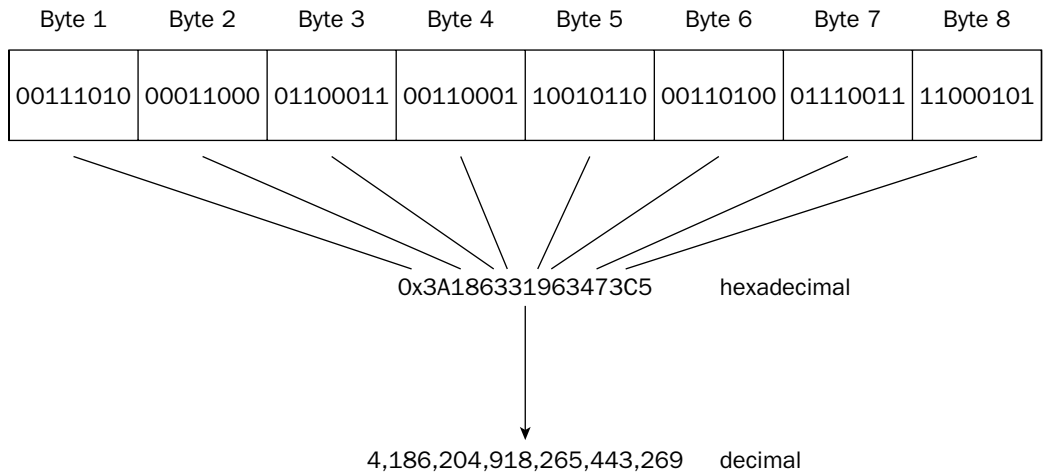 Byte 1 Byte 2 Byte 3 Byte 4 Byte 5 Byte 6 Byte 7 Byte 8
00111010 00011000 01100011 00110001 10010110 00110100 01110011 11000101
0x3A186331963473C5 hexadecimal
4,186,204,918,265,443,269 decimal